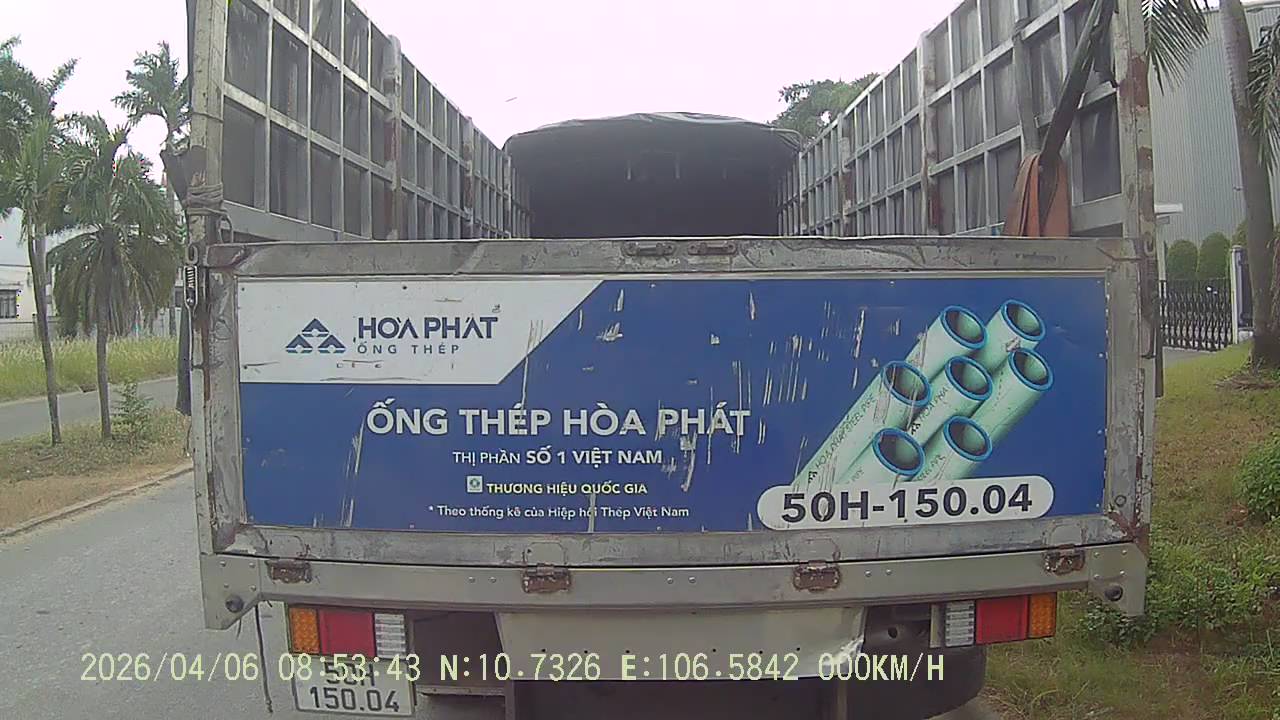 HÒA PHÁT
ỐNG THÉP
ỐNG THÉP HÒA PHÁT
THỊ PHẦN SỐ 1 VIỆT NAM
THƯƠNG HIỆU QUỐC GIA
* Theo thống kê của Hiệp hội Thép Việt Nam
50H-150.04
2026/04/06 08:53:43 N:10.7326 E:106.5842 000KM/H
50H
150.04